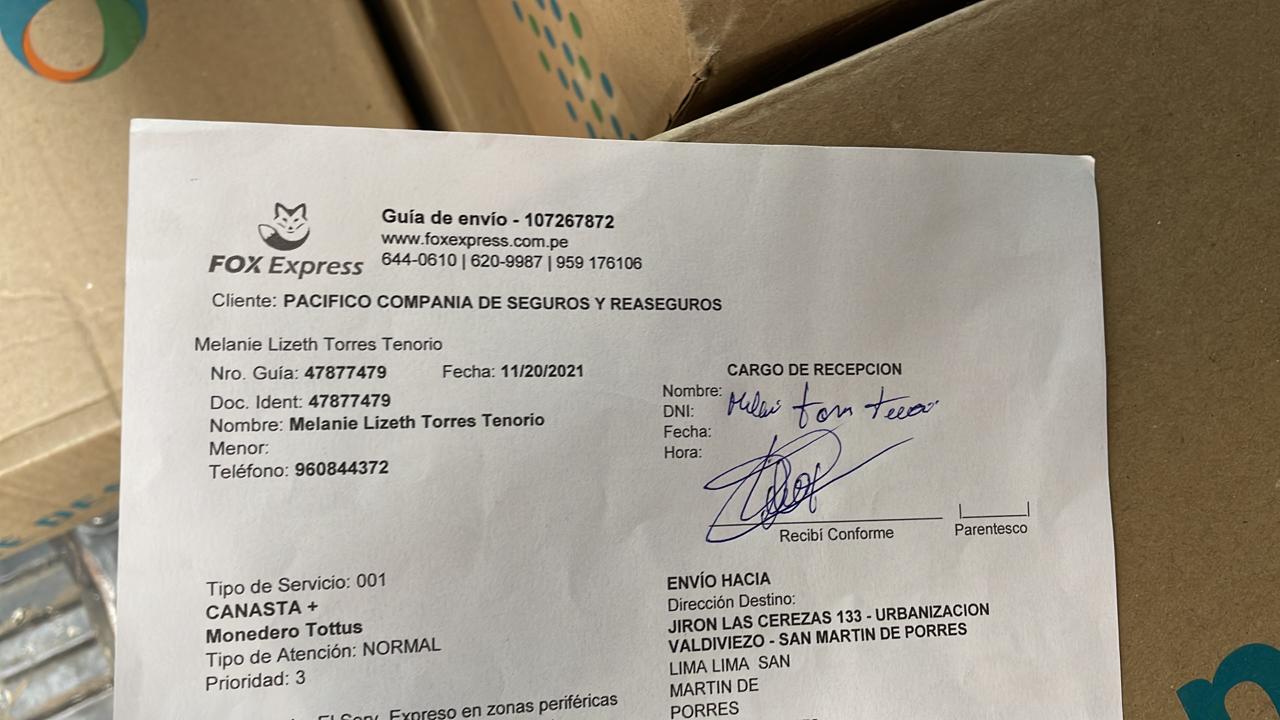 FOX Express
Guía de envío - 107267872
www.foxexpress.com.pe
644-0610 | 620-9987 | 959 176106
Cliente: PACIFICO COMPANIA DE SEGUROS Y REASEGUROS
Melanie Lizeth Torres Tenorio
Nro. Guía: 47877479 Fecha: 11/20/2021
Doc. Ident: 47877479
Nombre: Melanie Lizeth Torres Tenorio
Menor:
Teléfono: 960844372
CARGO DE RECEPCION
Nombre:
DNI:
Fecha:
Hora:
Recibí Conforme
Parentesco
Tipo de Servicio: 001
CANASTA +
Monedero Tottus
Tipo de Atención: NORMAL
Prioridad: 3
El Serv. Expreso en zonas periféricas
ENVÍO HACIA
Dirección Destino:
JIRON LAS CEREZAS 133 - URBANIZACION
VALDIVIEZO - SAN MARTIN DE PORRES
LIMA LIMA SAN
MARTIN DE
PORRES